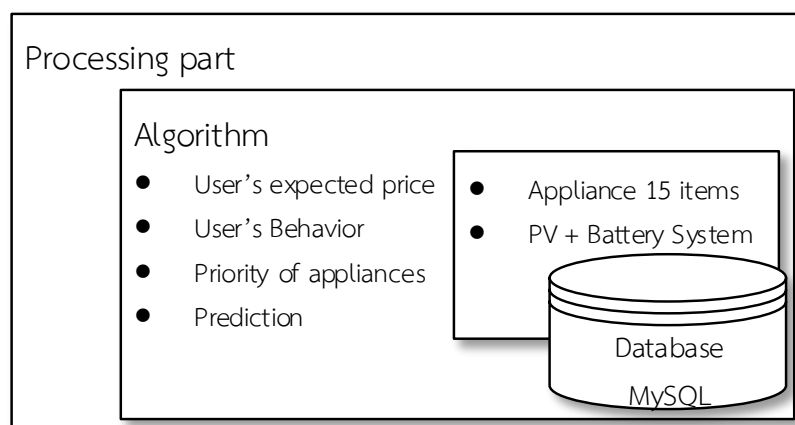 Processing part
Algorithm
● User's expected price
● User's Behavior
● Priority of appliances
● Prediction
● Appliance 15 items
● PV + Battery System
Database
MySQL